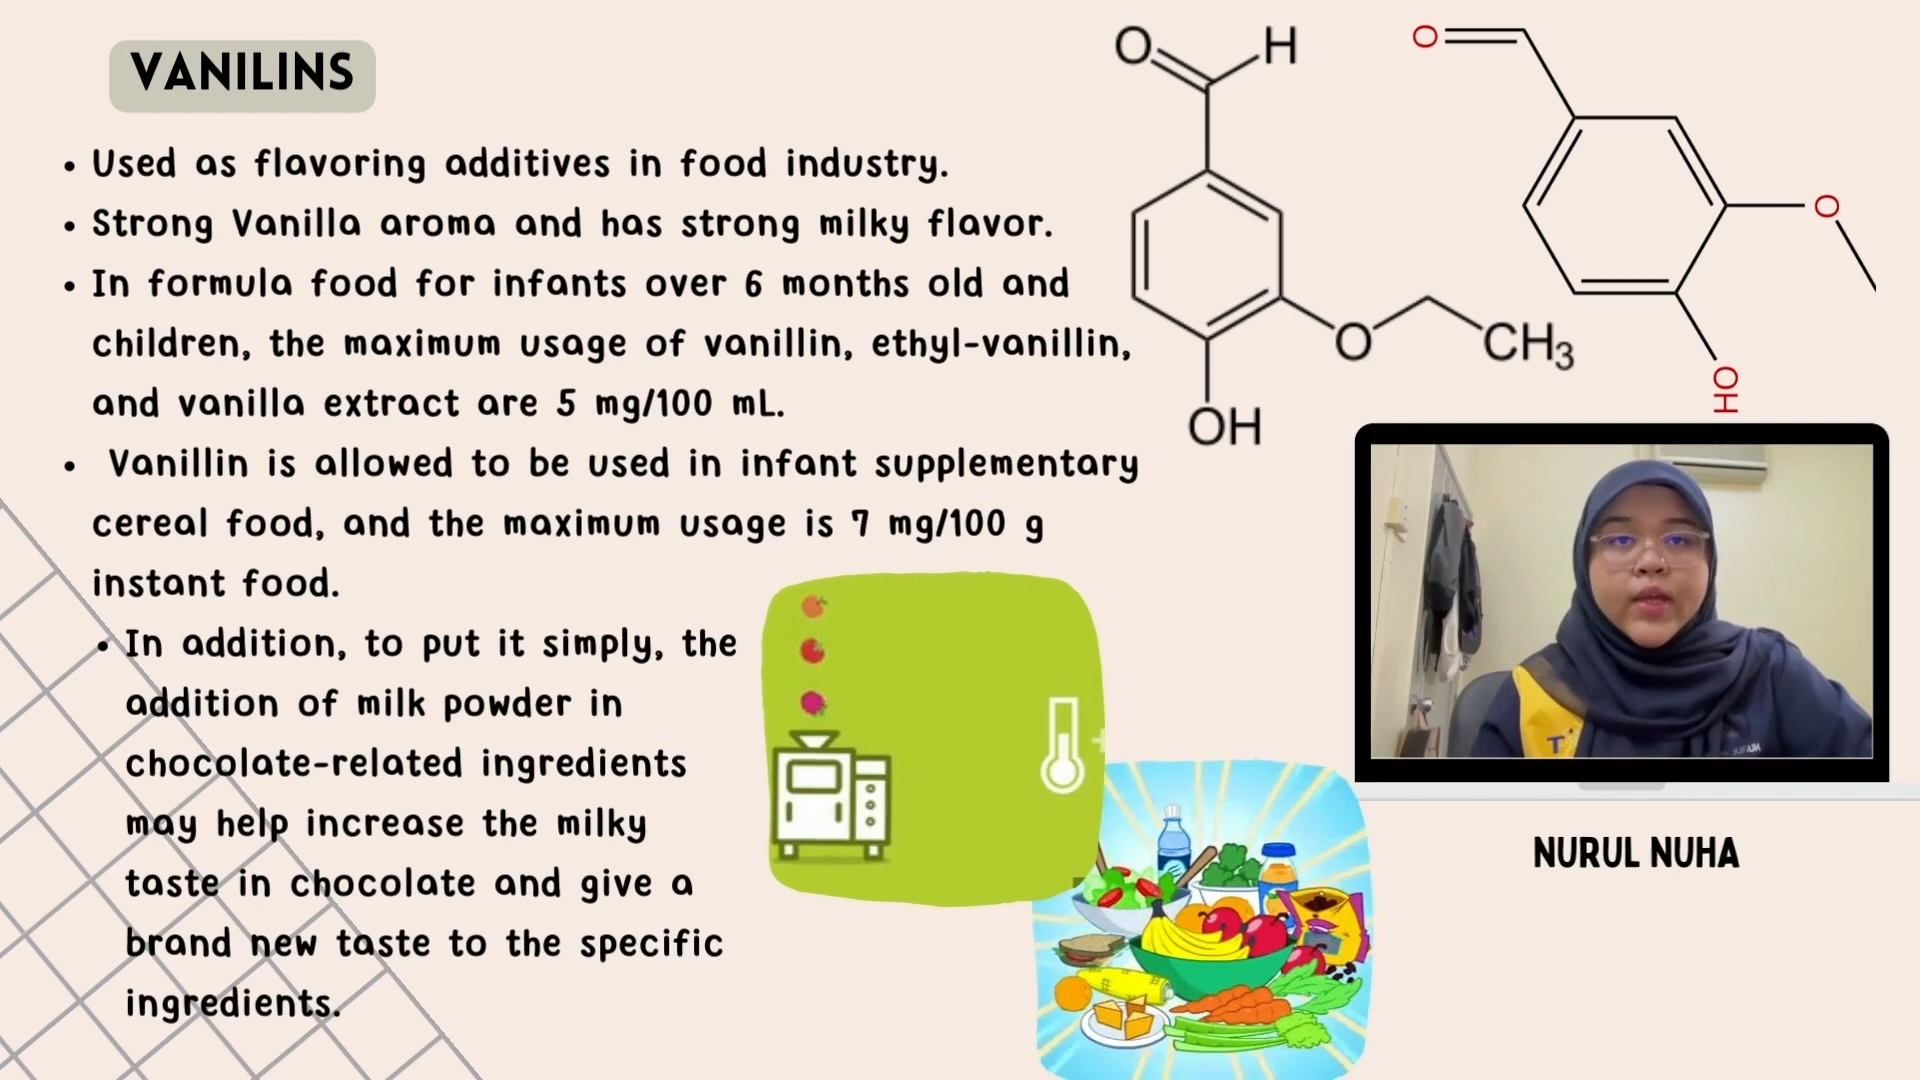 VANILINS
• Used as flavoring additives in food industry.
• Strong Vanilla aroma and has strong milky flavor.
• In formula food for infants over 6 months old and
children, the maximum usage of vanillin, ethyl-vanillin,
and vanilla extract are 5 mg/100 mL.
• Vanillin is allowed to be used in infant supplementary
cereal food, and the maximum usage is 7 mg/100 g
instant food.
• In addition, to put it simply, the
addition of milk powder in
chocolate-related ingredients
may help increase the milky
taste in chocolate and give a
brand new taste to the specific
ingredients.
O
H
O
CH3
OH
O
O
HO
T
NURUL NUHA